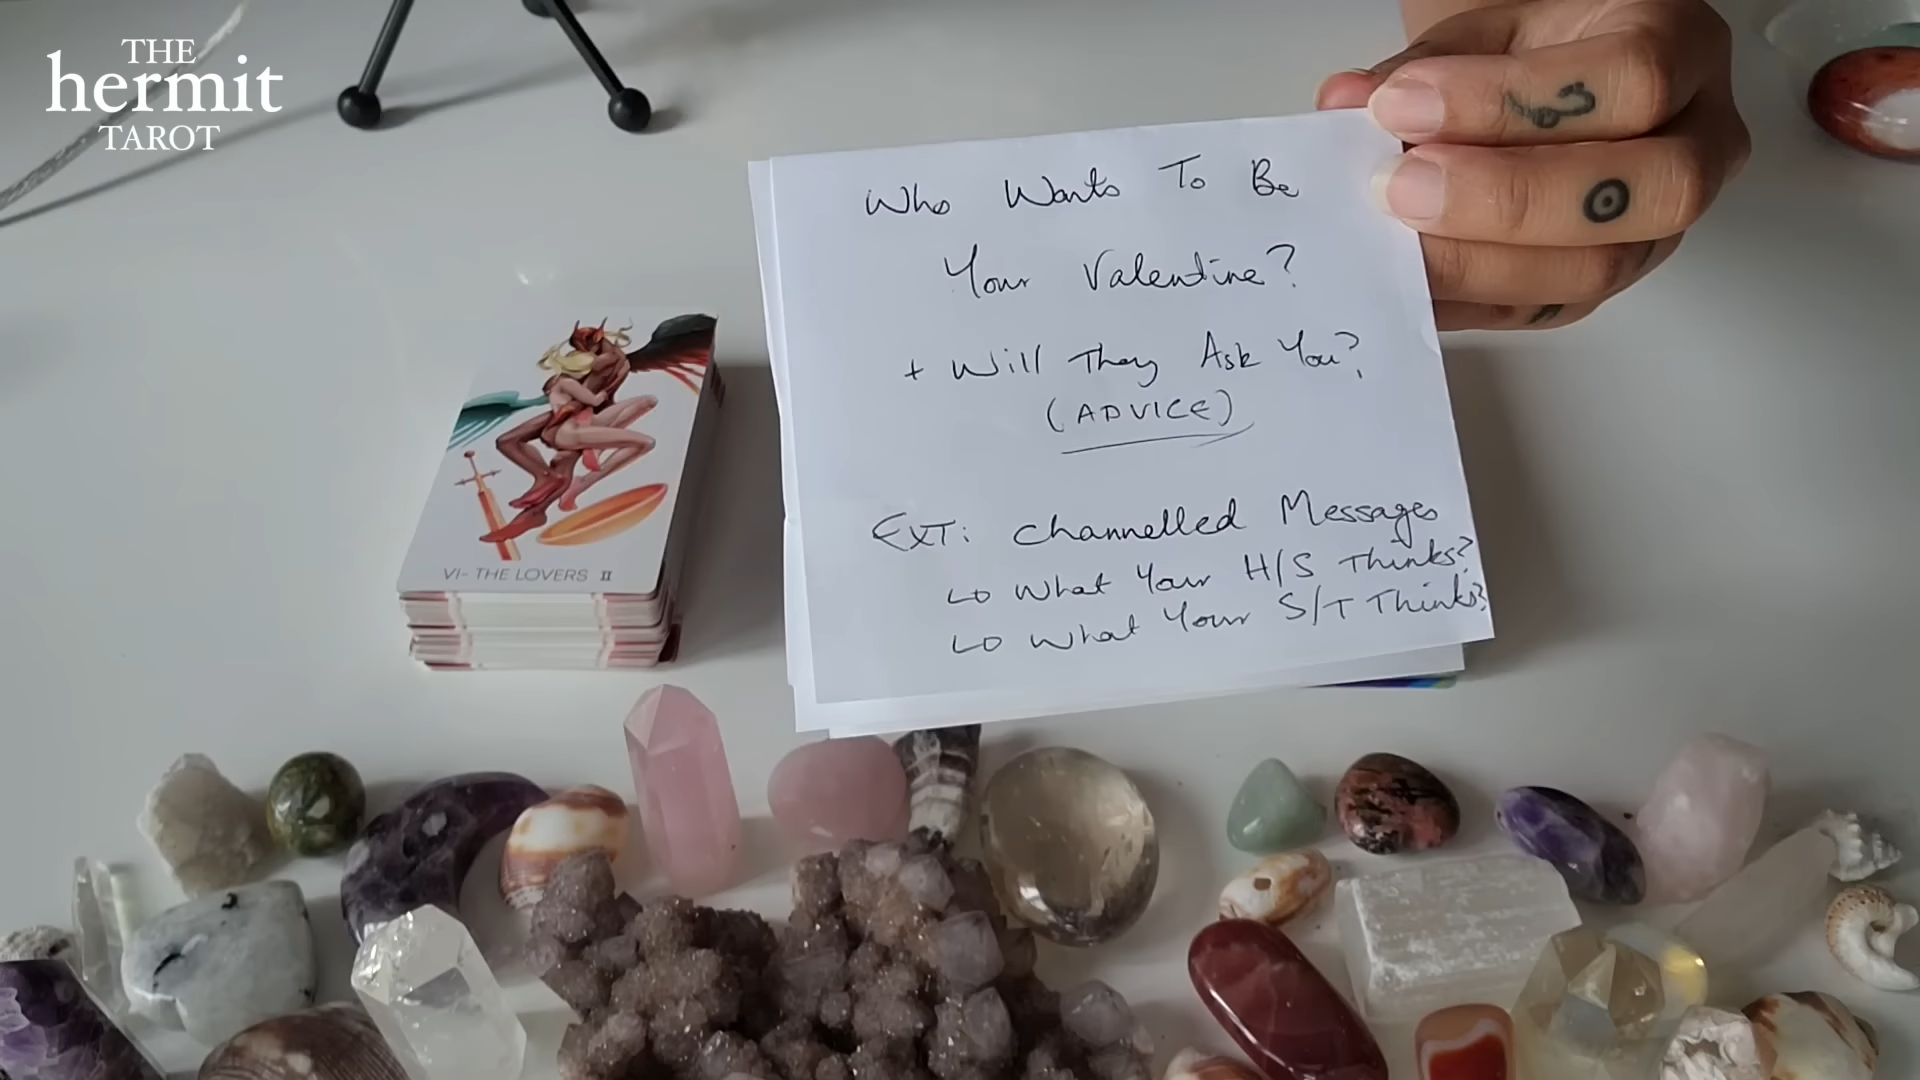 THE
hermit
TAROT
Who Wants To Be
Your Valentine?
+ Will They Ask You?
(ADVICE)
EXT: Channelled Messages
↳ What Your H/S Thinks?
↳ What Your S/T Thinks?
VI- THE LOVERS II